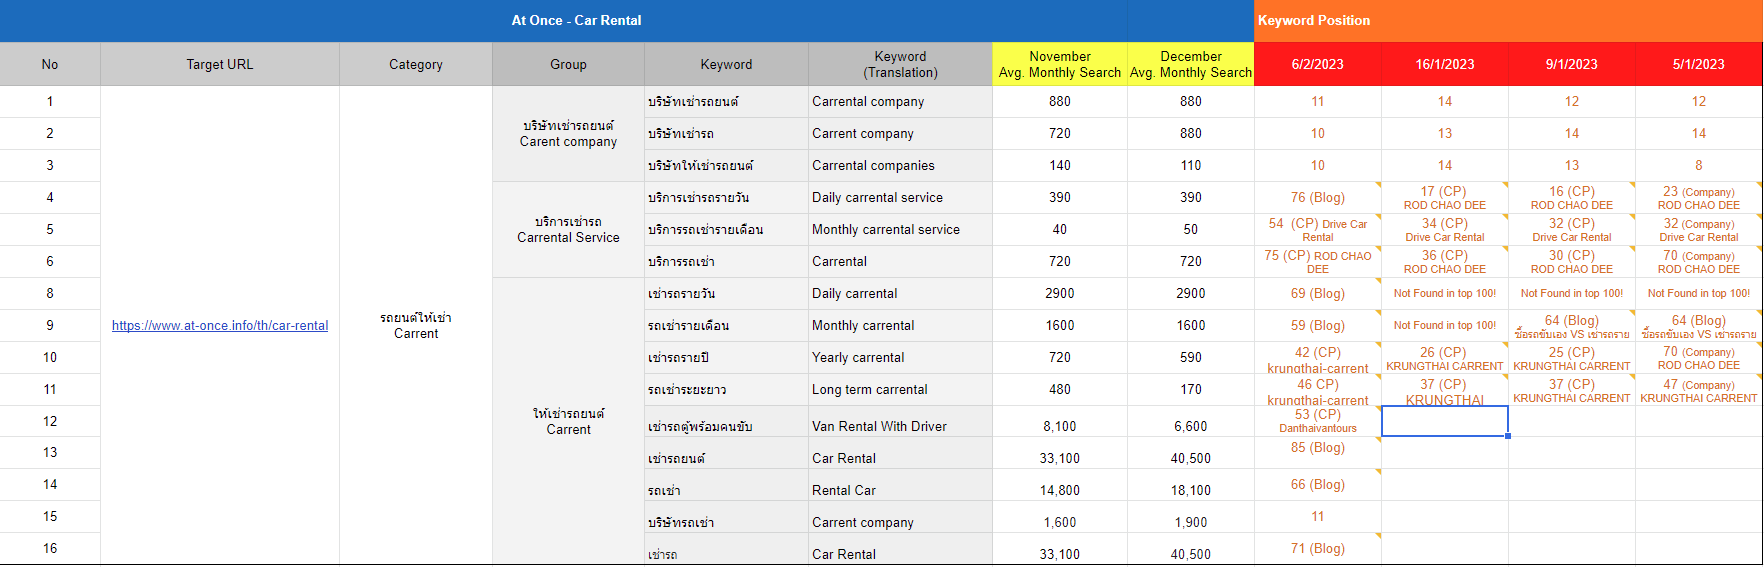 At Once - Car Rental Keyword Position
No Target URL Category Group Keyword Keyword (Translation) November Avg. Monthly Search December Avg. Monthly Search 6/2/2023 16/1/2023 9/1/2023 5/1/2023
https://www.at-once.info/th/car-rental
รถยนต์ให้เช่า
Carrent
บริษัทเช่ารถยนต์
Carent company
1 บริษัทเช่ารถยนต์ Carrental company 880 880 11 14 12 12
2 บริษัทเช่ารถ Carrent company 720 880 10 13 14 14
3 บริษัทให้เช่ารถยนต์ Carrental companies 140 110 10 14 13 8
บริการเช่ารถ
Carrental Service
4 บริการเช่ารถรายวัน Daily carrental service 390 390 76 (Blog) 17 (CP) ROD CHAO DEE 16 (CP) ROD CHAO DEE 23 (Company) ROD CHAO DEE
5 บริการรถเช่ารายเดือน Monthly carrental service 40 50 54 (CP) Drive Car Rental 34 (CP) Drive Car Rental 32 (CP) Drive Car Rental 32 (Company) Drive Car Rental
6 บริการรถเช่า Carrental 720 720 75 (CP) ROD CHAO DEE 36 (CP) ROD CHAO DEE 30 (CP) ROD CHAO DEE 70 (Company) ROD CHAO DEE
ให้เช่ารถยนต์
Carrent
8 เช่ารถรายวัน Daily carrental 2900 2900 69 (Blog) Not Found in top 100! Not Found in top 100! Not Found in top 100!
9 รถเช่ารายเดือน Monthly carrental 1600 1600 59 (Blog) Not Found in top 100! 64 (Blog) ซื้อรถขับเอง VS เช่ารถราย 64 (Blog) ซื้อรถขับเอง VS เช่ารถราย
10 เช่ารถรายปี Yearly carrental 720 590 42 (CP) krungthai-carrent 26 (CP) KRUNGTHAI CARRENT 25 (CP) KRUNGTHAI CARRENT 70 (Company) ROD CHAO DEE
11 รถเช่าระยะยาว Long term carrental 480 170 46 CP) krungthai-carrent 37 (CP) KRUNGTHAI 37 (CP) KRUNGTHAI CARRENT 47 (Company) KRUNGTHAI CARRENT
12 เช่ารถตู้พร้อมคนขับ Van Rental With Driver 8,100 6,600 53 (CP) Danthaivantours
13 เช่ารถยนต์ Car Rental 33,100 40,500 85 (Blog)
14 รถเช่า Rental Car 14,800 18,100 66 (Blog)
15 บริษัทรถเช่า Carrent company 1,600 1,900 11
16 เช่ารถ Car Rental 33,100 40,500 71 (Blog)